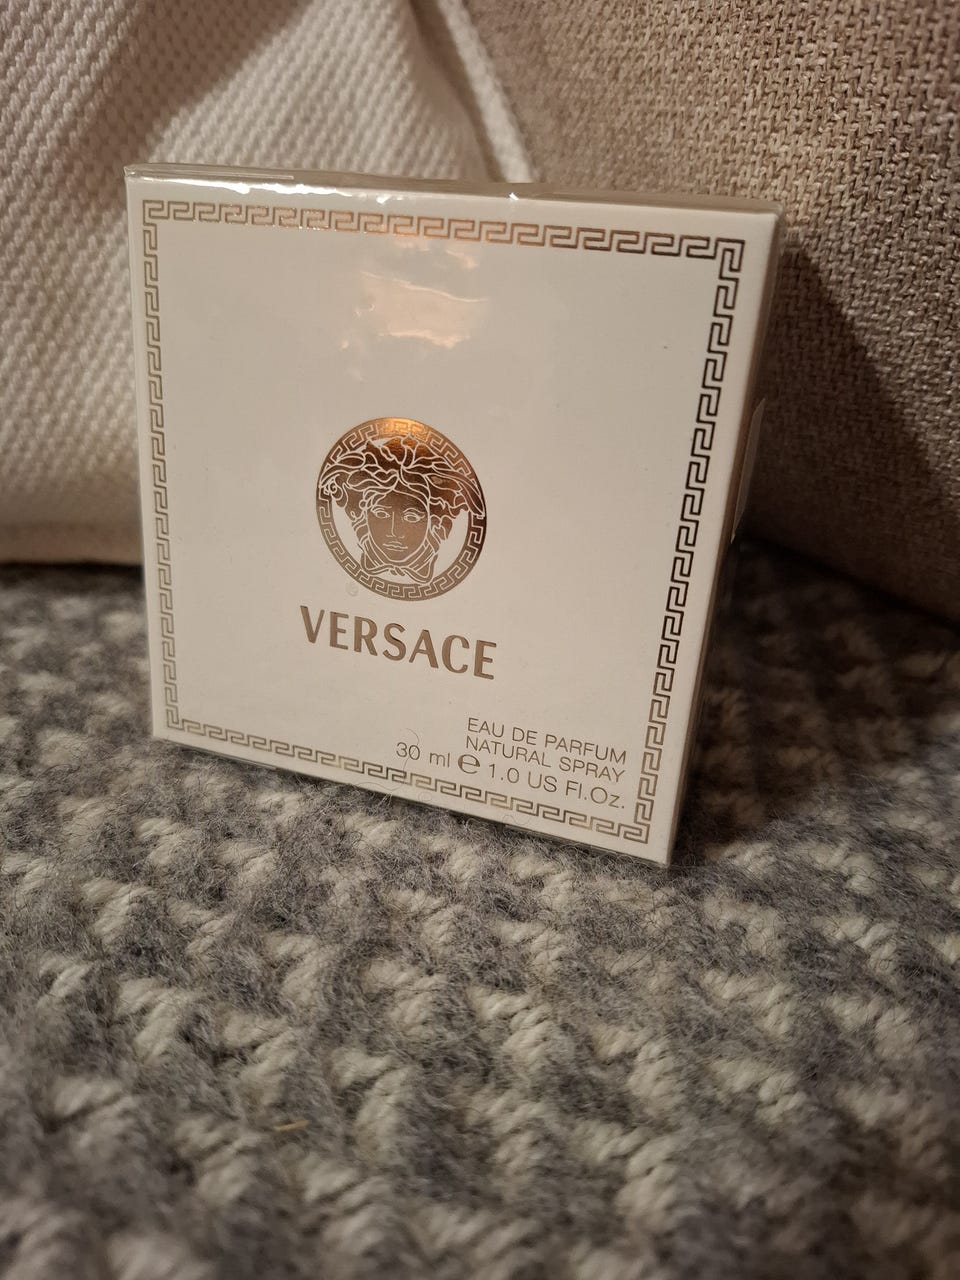 VERSACE
EAU DE PARFUM
NATURAL SPRAY
30 ml ℮ 1.0 US Fl.Oz.